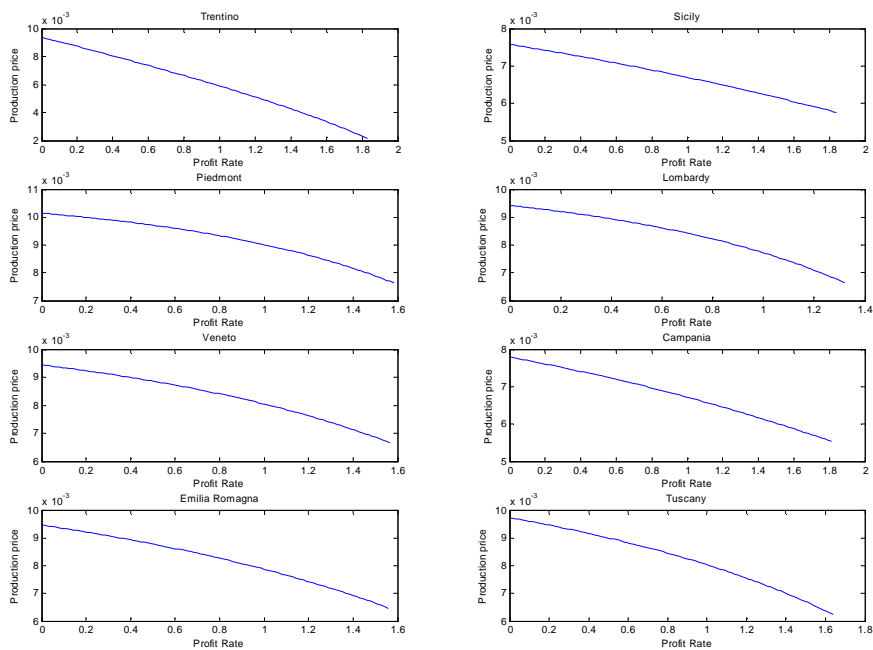 x 10-3
Trentino
10
8
6
4
2
Production price
0 0.2 0.4 0.6 0.8 1 1.2 1.4 1.6 1.8 2
Profit Rate
x 10-3
Sicily
8
7
6
5
Production price
0 0.2 0.4 0.6 0.8 1 1.2 1.4 1.6 1.8 2
Profit Rate
x 10-3
Piedmont
11
10
9
8
7
Production price
0 0.2 0.4 0.6 0.8 1 1.2 1.4 1.6
Profit Rate
x 10-3
Lombardy
10
9
8
7
6
Production price
0 0.2 0.4 0.6 0.8 1 1.2 1.4
Profit Rate
x 10-3
Veneto
10
9
8
7
6
Production price
0 0.2 0.4 0.6 0.8 1 1.2 1.4 1.6
Profit Rate
x 10-3
Campania
8
7
6
5
Production price
0 0.2 0.4 0.6 0.8 1 1.2 1.4 1.6 1.8 2
Profit Rate
x 10-3
Emilia Romagna
10
9
8
7
6
Production price
0 0.2 0.4 0.6 0.8 1 1.2 1.4 1.6
Profit Rate
x 10-3
Tuscany
10
9
8
7
6
Production price
0 0.2 0.4 0.6 0.8 1 1.2 1.4 1.6 1.8
Profit Rate